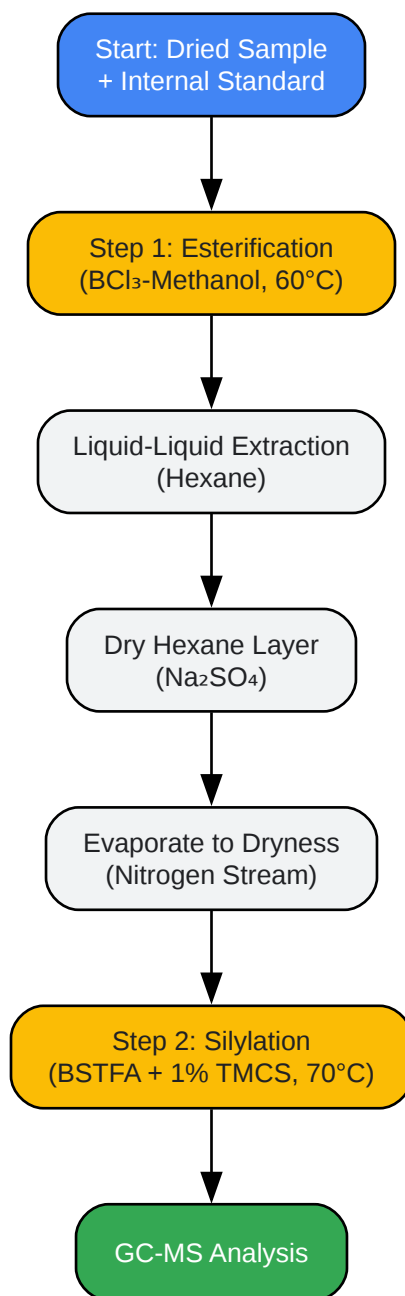 Start: Dried Sample
+ Internal Standard
Step 1: Esterification
(BCl₃-Methanol, 60°C)
Liquid-Liquid Extraction
(Hexane)
Dry Hexane Layer
(Na₂SO₄)
Evaporate to Dryness
(Nitrogen Stream)
Step 2: Silylation
(BSTFA + 1% TMCS, 70°C)
GC-MS Analysis